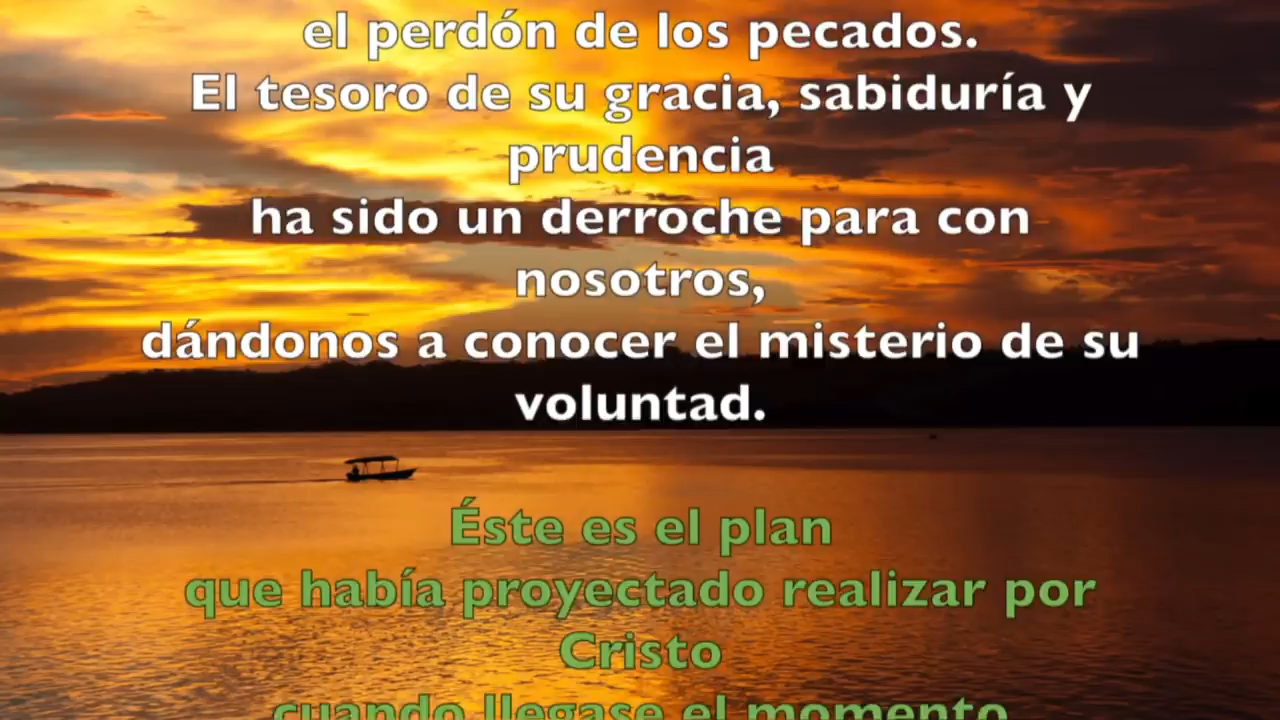 el perdón de los pecados.
El tesoro de su gracia, sabiduría y
prudencia
ha sido un derroche para con
nosotros,
dándonos a conocer el misterio de su
voluntad.
Éste es el plan
que había proyectado realizar por
Cristo
cuando llegase el momento